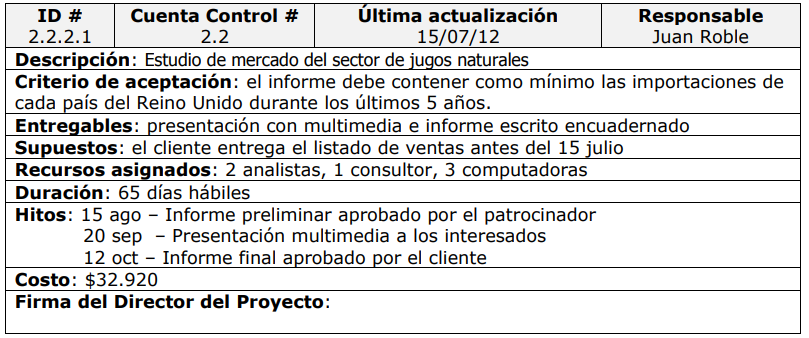 ID # Cuenta Control # Última actualización Responsable
2.2.2.1 2.2 15/07/12 Juan Roble
Descripción: Estudio de mercado del sector de jugos naturales
Criterio de aceptación: el informe debe contener como mínimo las importaciones de
cada país del Reino Unido durante los últimos 5 años.
Entregables: presentación con multimedia e informe escrito encuadernado
Supuestos: el cliente entrega el listado de ventas antes del 15 julio
Recursos asignados: 2 analistas, 1 consultor, 3 computadoras
Duración: 65 días hábiles
Hitos: 15 ago – Informe preliminar aprobado por el patrocinador
20 sep – Presentación multimedia a los interesados
12 oct – Informe final aprobado por el cliente
Costo: $32.920
Firma del Director del Proyecto: